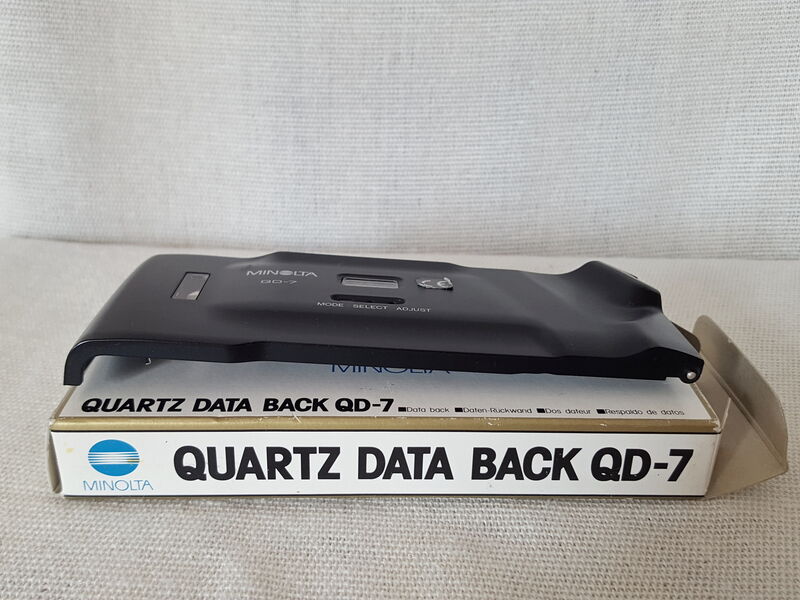 MINOLTA
QD-7
MODE SELECT ADJUST
MINOLTA
QUARTZ DATA BACK QD-7 ■Data back ■Daten-Rückwand ■Dos dateur ■Respaldo de datos
MINOLTA
QUARTZ DATA BACK QD-7